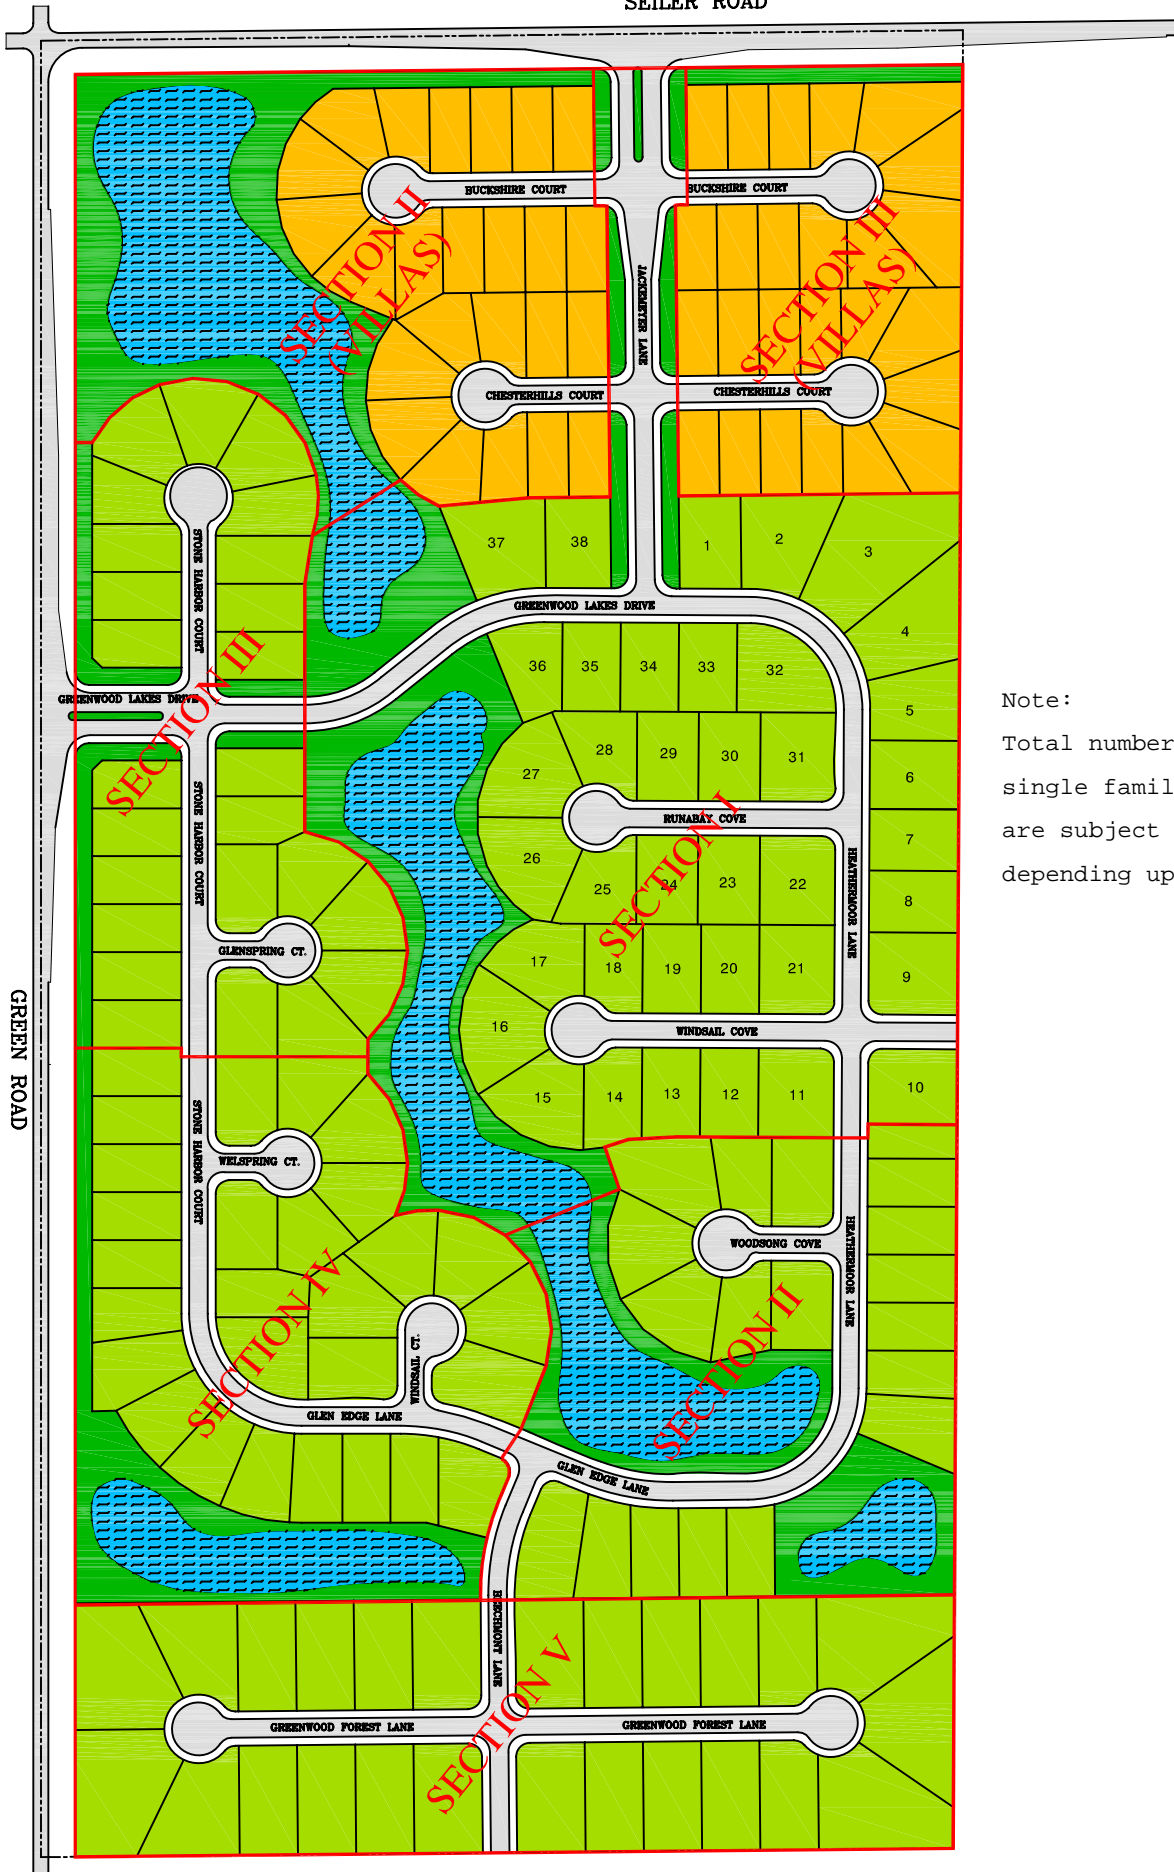 SEILER ROAD
BUCKSHIRE COURT
BUCKSHIRE COURT
SECTION II
(VILLAS)
SECTION III
(VILLAS)
JACKEMEYER LANE
CHESTERHILLS COURT
CHESTERHILLS COURT
37
38
1
2
3
STONE HARBOR COURT
GREENWOOD LAKES DRIVE
4
36
35
34
33
32
SECTION III
GREENWOOD LAKES DRIVE
5
Note:
Total number
single famil
are subject
depending up
28
29
30
31
27
6
STONE HARBOR COURT
RUNABAY COVE
SECTION I
HEATHERMOOR LANE
7
26
25
24
23
22
8
GLENSPRING CT.
17
18
19
20
21
9
16
WINDSAIL COVE
GREEN ROAD
15
14
13
12
11
10
STONE HARBOR COURT
WELSPRING CT.
WOODSONG COVE
HEATHERMOOR LANE
SECTION IV
SECTION II
WINDSAIL CT.
GLEN EDGE LANE
GLEN EDGE LANE
BEECHMONT LANE
SECTION V
GREENWOOD FOREST LANE
GREENWOOD FOREST LANE